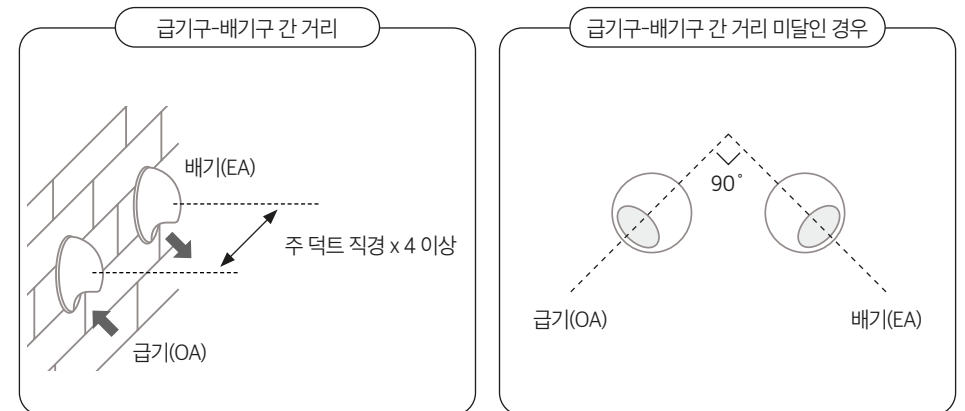 급기구-배기구 간 거리
배기(EA)
주 덕트 직경 x 4 이상
급기(OA)
급기구-배기구 간 거리 미달인 경우
90˚
급기(OA)
배기(EA)